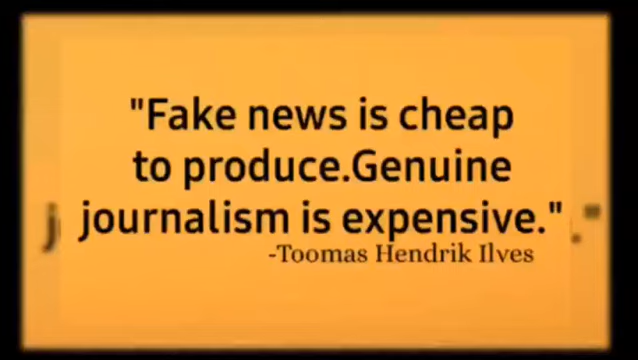 "Fake news is cheap
to produce.Genuine
journalism is expensive."
-Toomas Hendrik Ilves